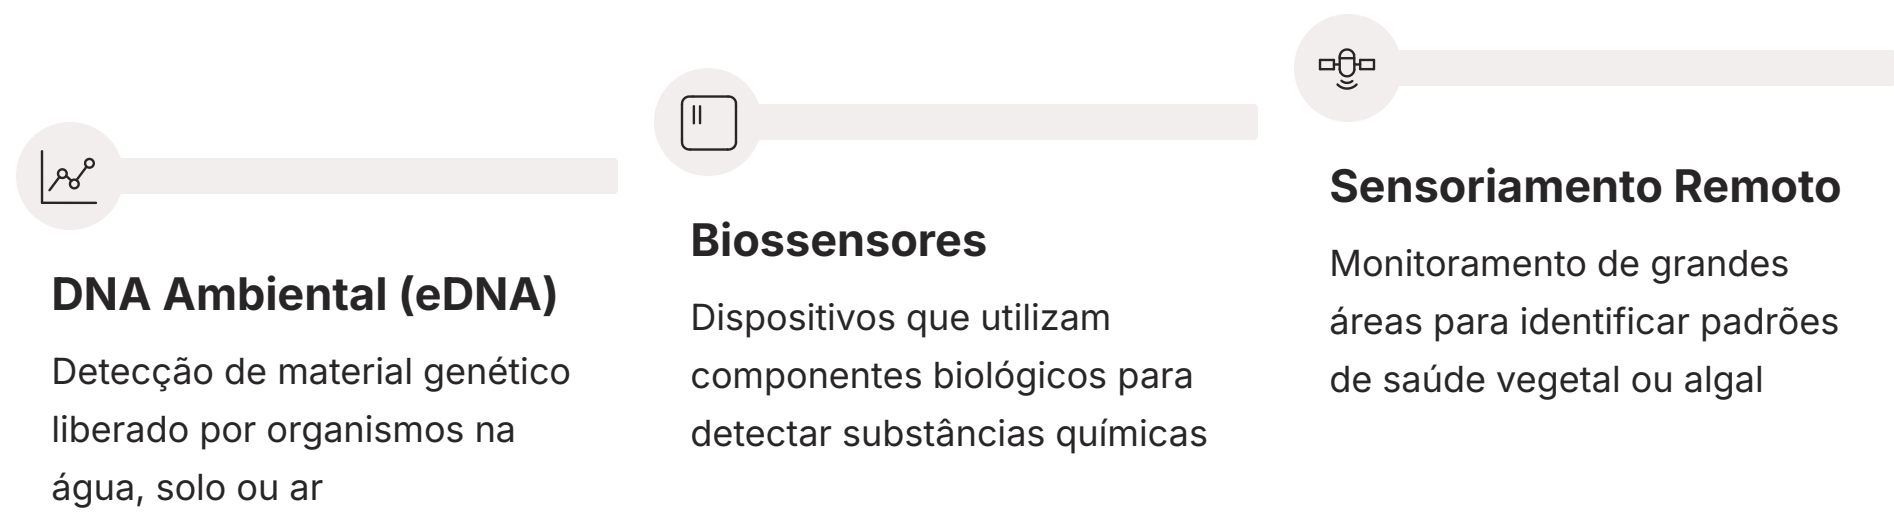 DNA Ambiental (eDNA)
Detecção de material genético
liberado por organismos na
água, solo ou ar
Biossensores
Dispositivos que utilizam
componentes biológicos para
detectar substâncias químicas
Sensoriamento Remoto
Monitoramento de grandes
áreas para identificar padrões
de saúde vegetal ou algal